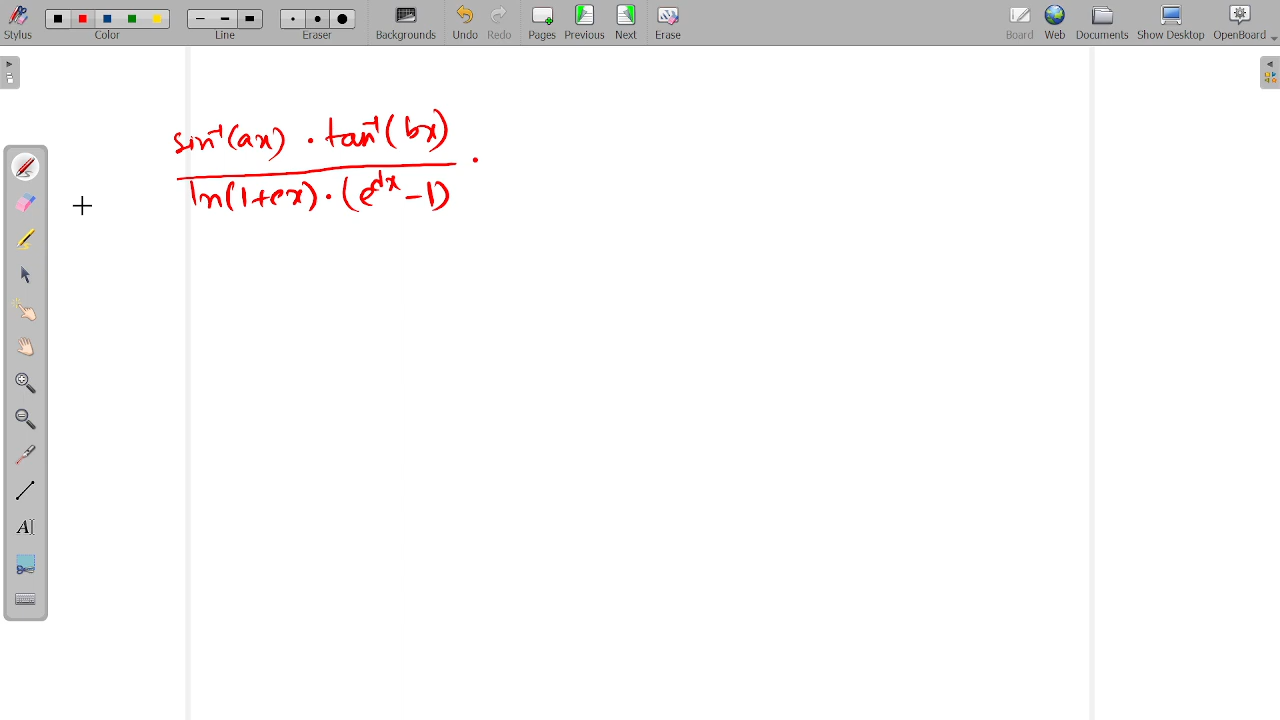 Stylus Color Line Eraser Backgrounds Undo Redo Pages Previous Next Erase Board Web Documents Show Desktop OpenBoard
sin⁻¹(ax) · tan⁻¹(bx) ·
ln(1+cx) · (e^dx − 1)